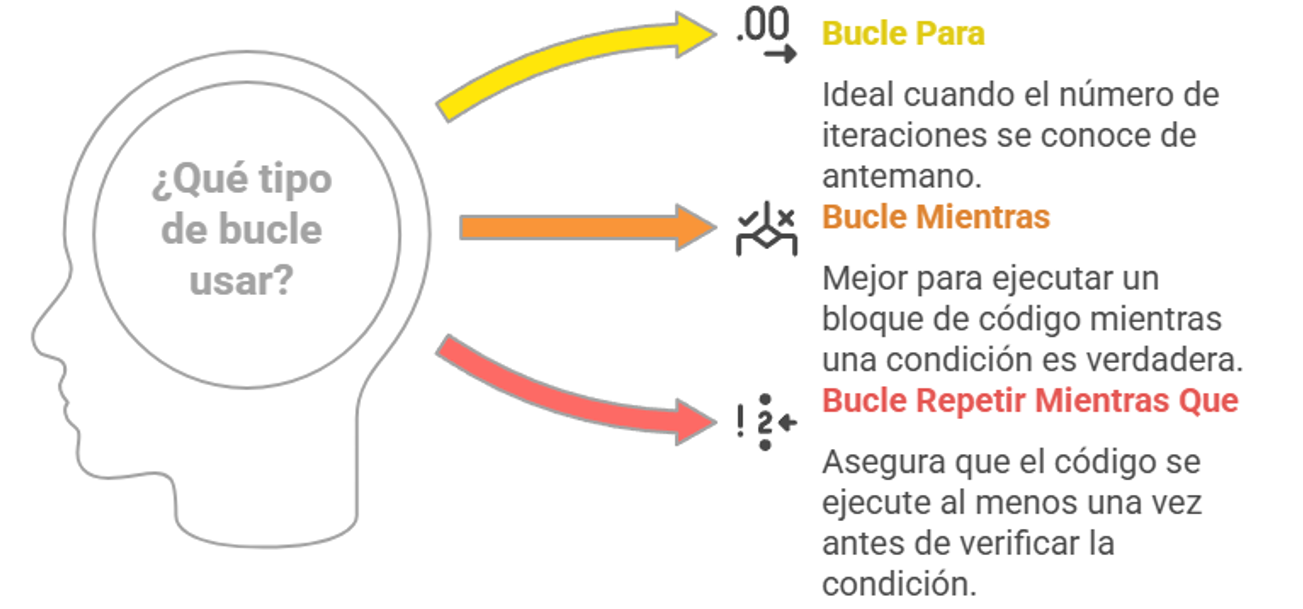 ¿Qué tipo
de bucle
usar?
.00
Bucle Para
Ideal cuando el número de
iteraciones se conoce de
antemano.
Bucle Mientras
Mejor para ejecutar un
bloque de código mientras
una condición es verdadera.
! 2
Bucle Repetir Mientras Que
Asegura que el código se
ejecute al menos una vez
antes de verificar la
condición.